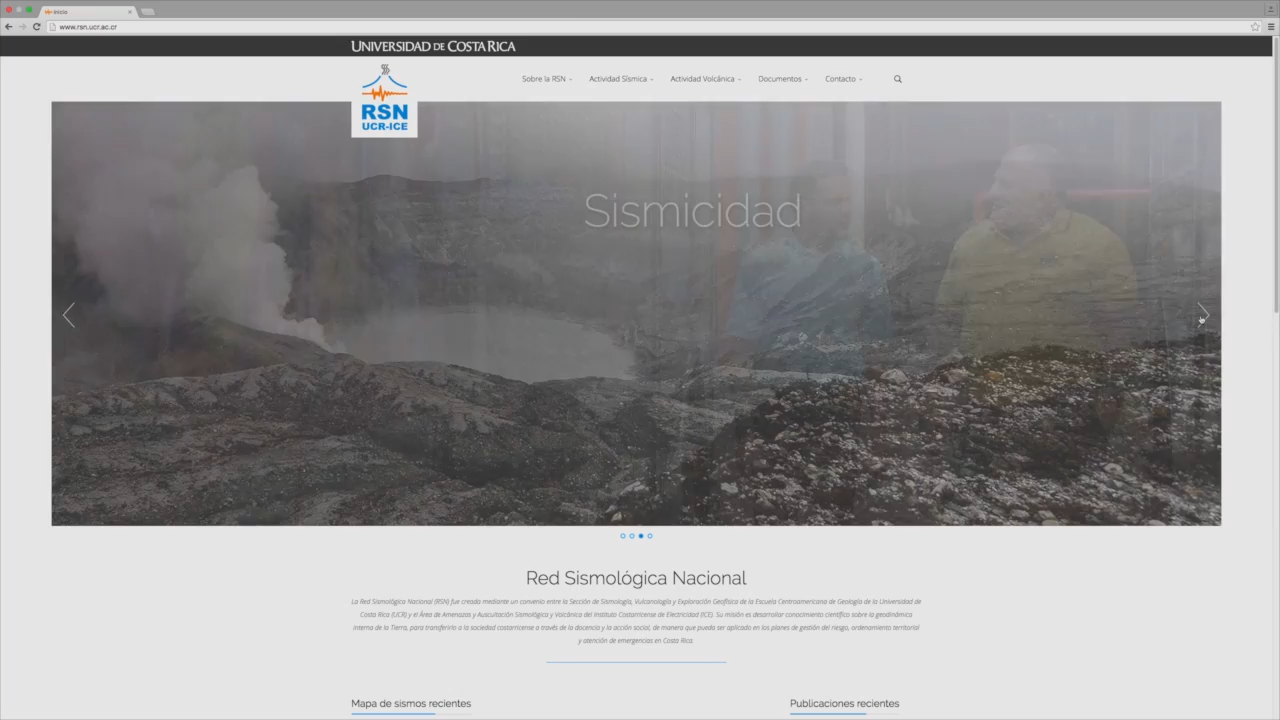 Inicio
www.rsn.ucr.ac.cr
UNIVERSIDAD DE COSTA RICA
RSN
UCR-ICE
Sobre la RSN
Actividad Sísmica
Actividad Volcánica
Documentos
Contacto
Sismicidad
Red Sismológica Nacional
La Red Sismológica Nacional (RSN) fue creada mediante un convenio entre la Sección de Sismología, Vulcanología y Exploración Geofísica de la Escuela Centroamericana de Geología de la Universidad de
Costa Rica (UCR) y el Área de Amenazas y Auscultación Sismológica y Volcánica del Instituto Costarricense de Electricidad (ICE). Su misión es desarrollar conocimiento científico sobre la geodinámica
interna de la Tierra, para transferirlo a la sociedad costarricense a través de la docencia y la acción social, de manera que pueda ser aplicado en los planes de gestión del riesgo, ordenamiento territorial
y atención de emergencias en Costa Rica.
Mapa de sismos recientes
Publicaciones recientes